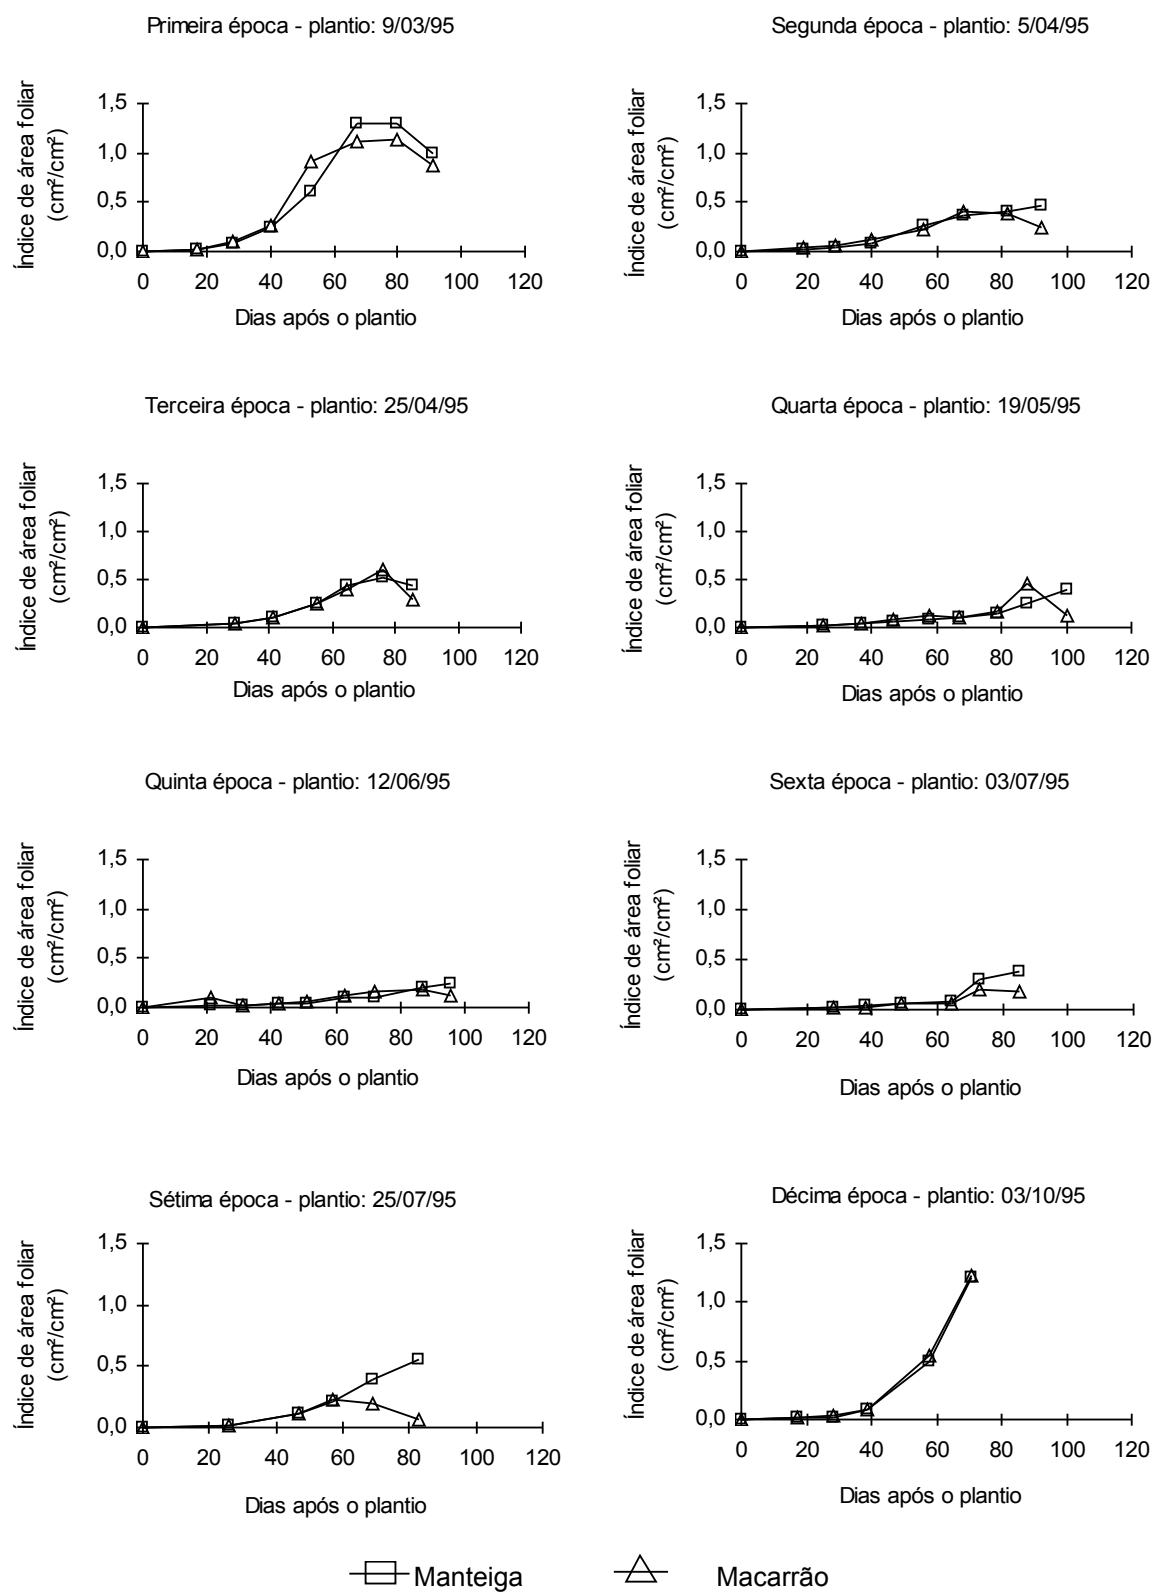 Primeira época - plantio: 9/03/95
Índice de área foliar
(cm²/cm²)
1,5
1,0
0,5
0,0
0 20 40 60 80 100 120
Dias após o plantio
Segunda época - plantio: 5/04/95
Índice de área foliar
(cm²/cm²)
1,5
1,0
0,5
0,0
0 20 40 60 80 100 120
Dias após o plantio
Terceira época - plantio: 25/04/95
Índice de área foliar
(cm²/cm²)
1,5
1,0
0,5
0,0
0 20 40 60 80 100 120
Dias após o plantio
Quarta época - plantio: 19/05/95
Índice de área foliar
(cm²/cm²)
1,5
1,0
0,5
0,0
0 20 40 60 80 100 120
Dias após o plantio
Quinta época - plantio: 12/06/95
Índice de área foliar
(cm²/cm²)
1,5
1,0
0,5
0,0
0 20 40 60 80 100 120
Dias após o plantio
Sexta época - plantio: 03/07/95
Índice de área foliar
(cm²/cm²)
1,5
1,0
0,5
0,0
0 20 40 60 80 100 120
Dias após o plantio
Sétima época - plantio: 25/07/95
Índice de área foliar
(cm²/cm²)
1,5
1,0
0,5
0,0
0 20 40 60 80 100 120
Dias após o plantio
Décima época - plantio: 03/10/95
Índice de área foliar
(cm²/cm²)
1,5
1,0
0,5
0,0
0 20 40 60 80 100 120
Dias após o plantio
Manteiga Macarrão